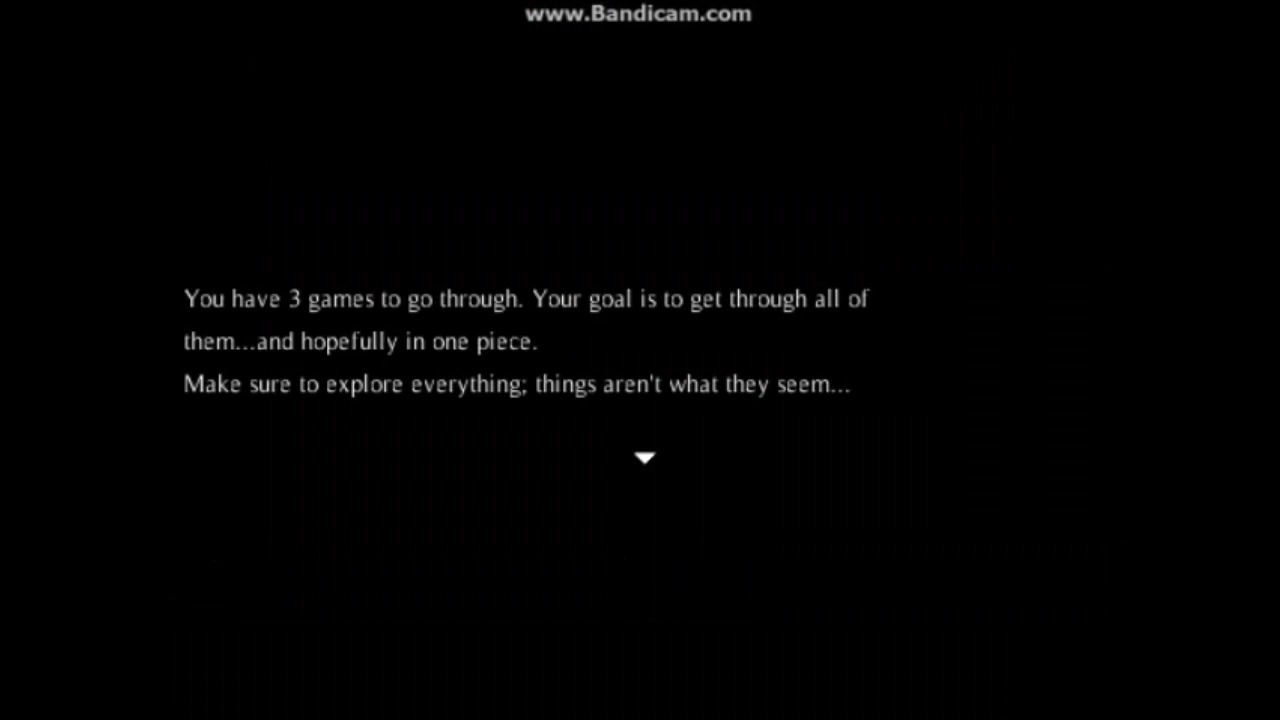 www.Bandicam.com
You have 3 games to go through. Your goal is to get through all of
them...and hopefully in one piece.
Make sure to explore everything; things aren't what they seem...